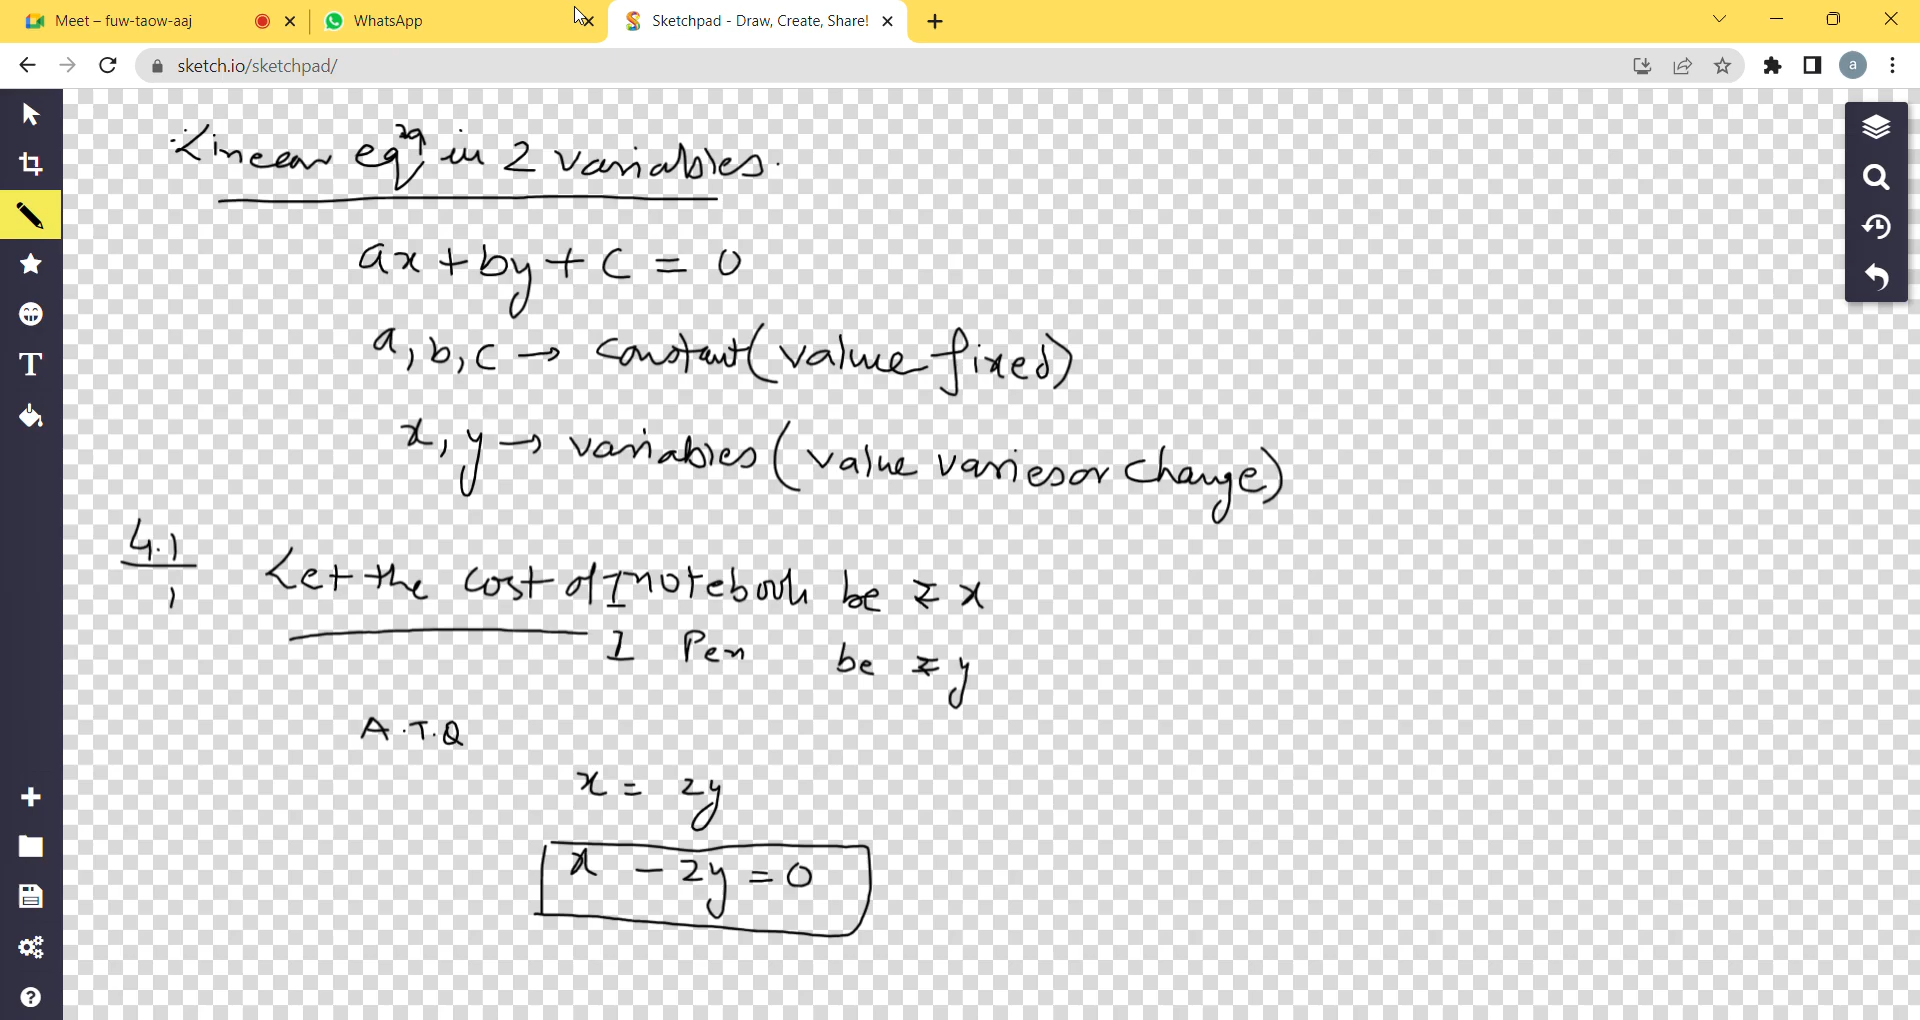 Meet – fuw-taow-aaj
WhatsApp
Sketchpad - Draw, Create, Share!
sketch.io/sketchpad/
a
T
Linear eqⁿ in 2 variables.
ax + by + c = 0
a, b, c → constant (value fixed)
x, y → variables (value varies or change)
4.1
1
Let the cost of 1 notebook be ₹ x
1 Pen be ₹ y
A.T.Q
x = 2y
x - 2y = 0